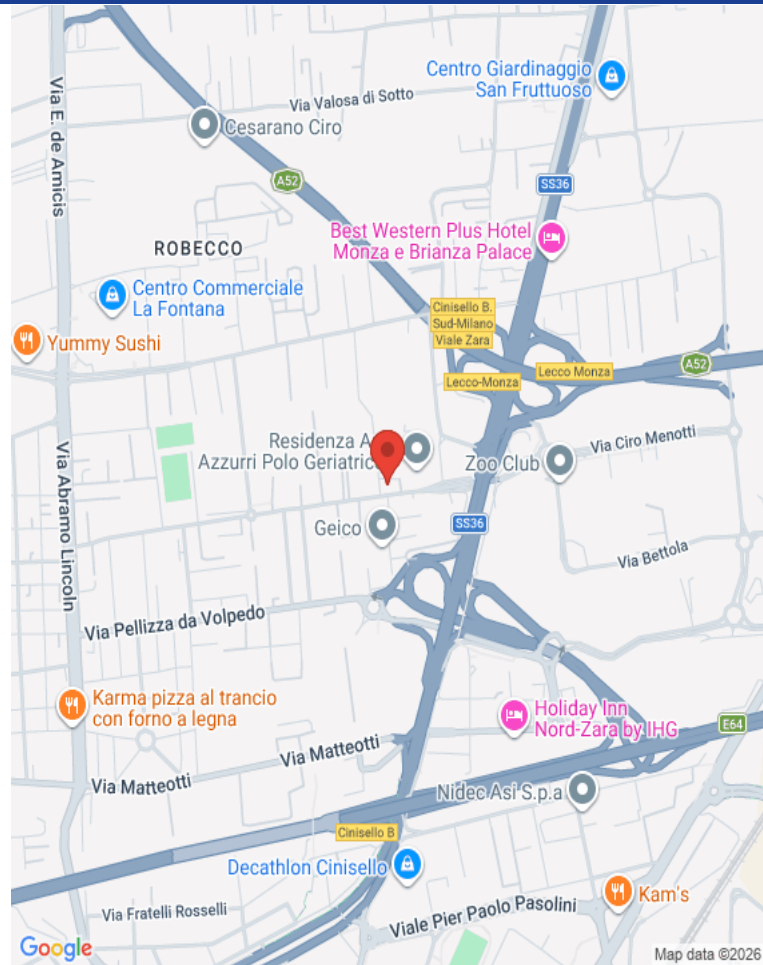 Centro Giardinaggio
San Fruttuoso
Via Valosa di Sotto
Via E. de Amicis
Cesarano Ciro
A52
SS36
Best Western Plus Hotel
Monza e Brianza Palace
ROBECCO
Centro Commerciale
La Fontana
Cinisello B.
Sud-Milano
Viale Zara
Yummy Sushi
Lecco Monza
A52
Lecco-Monza
Residenza
Azzurri Polo
Via Ciro Menotti
Zoo Club
Via Abramo Lincoln
Geico
SS36
Via Bettola
Via Pellizza da Volpedo
Karma pizza al trancio
con forno a legna
Holiday Inn
Nord-Zara by IHG
E64
Via Matteotti
Via Matteotti
Nidec Asi S.p.a
Cinisello B
Decathlon Cinisello
Kam's
Via Fratelli Rosselli
Viale Pier Paolo Pasolini
Google
Map data ©2026